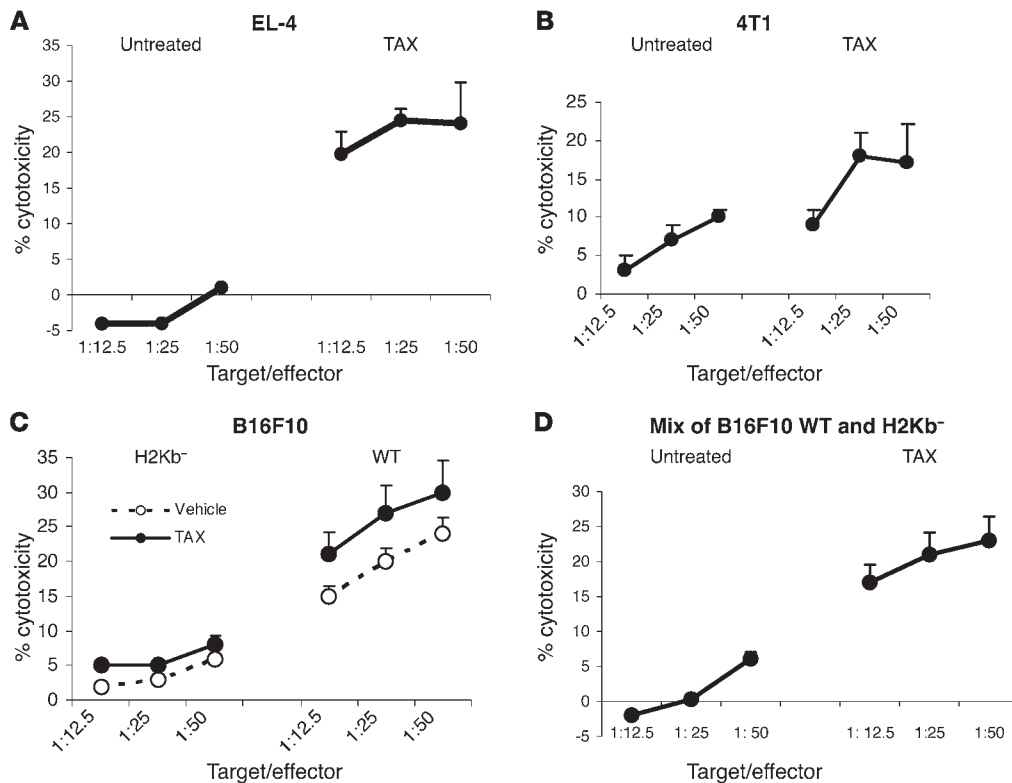 A
EL-4
Untreated
TAX
35
30
25
20
15
10
5
0
-5
% cytotoxicity
1:12.5 1:25 1:50 1:12.5 1:25 1:50
Target/effector
B
4T1
Untreated
TAX
25
20
15
10
5
0
% cytotoxicity
1:12.5 1:25 1:50 1:12.5 1:25 1:50
Target/effector
C
B16F10
H2Kb⁻
WT
Vehicle
TAX
35
30
25
20
15
10
5
0
% cytotoxicity
1:12.5 1:25 1:50 1:12.5 1:25 1:50
Target/effector
D
Mix of B16F10 WT and H2Kb⁻
Untreated
TAX
30
25
20
15
10
5
0
-5
% cytotoxicity
1:12.5 1: 25 1: 50 1: 12.5 1:25 1:50
Target/effector